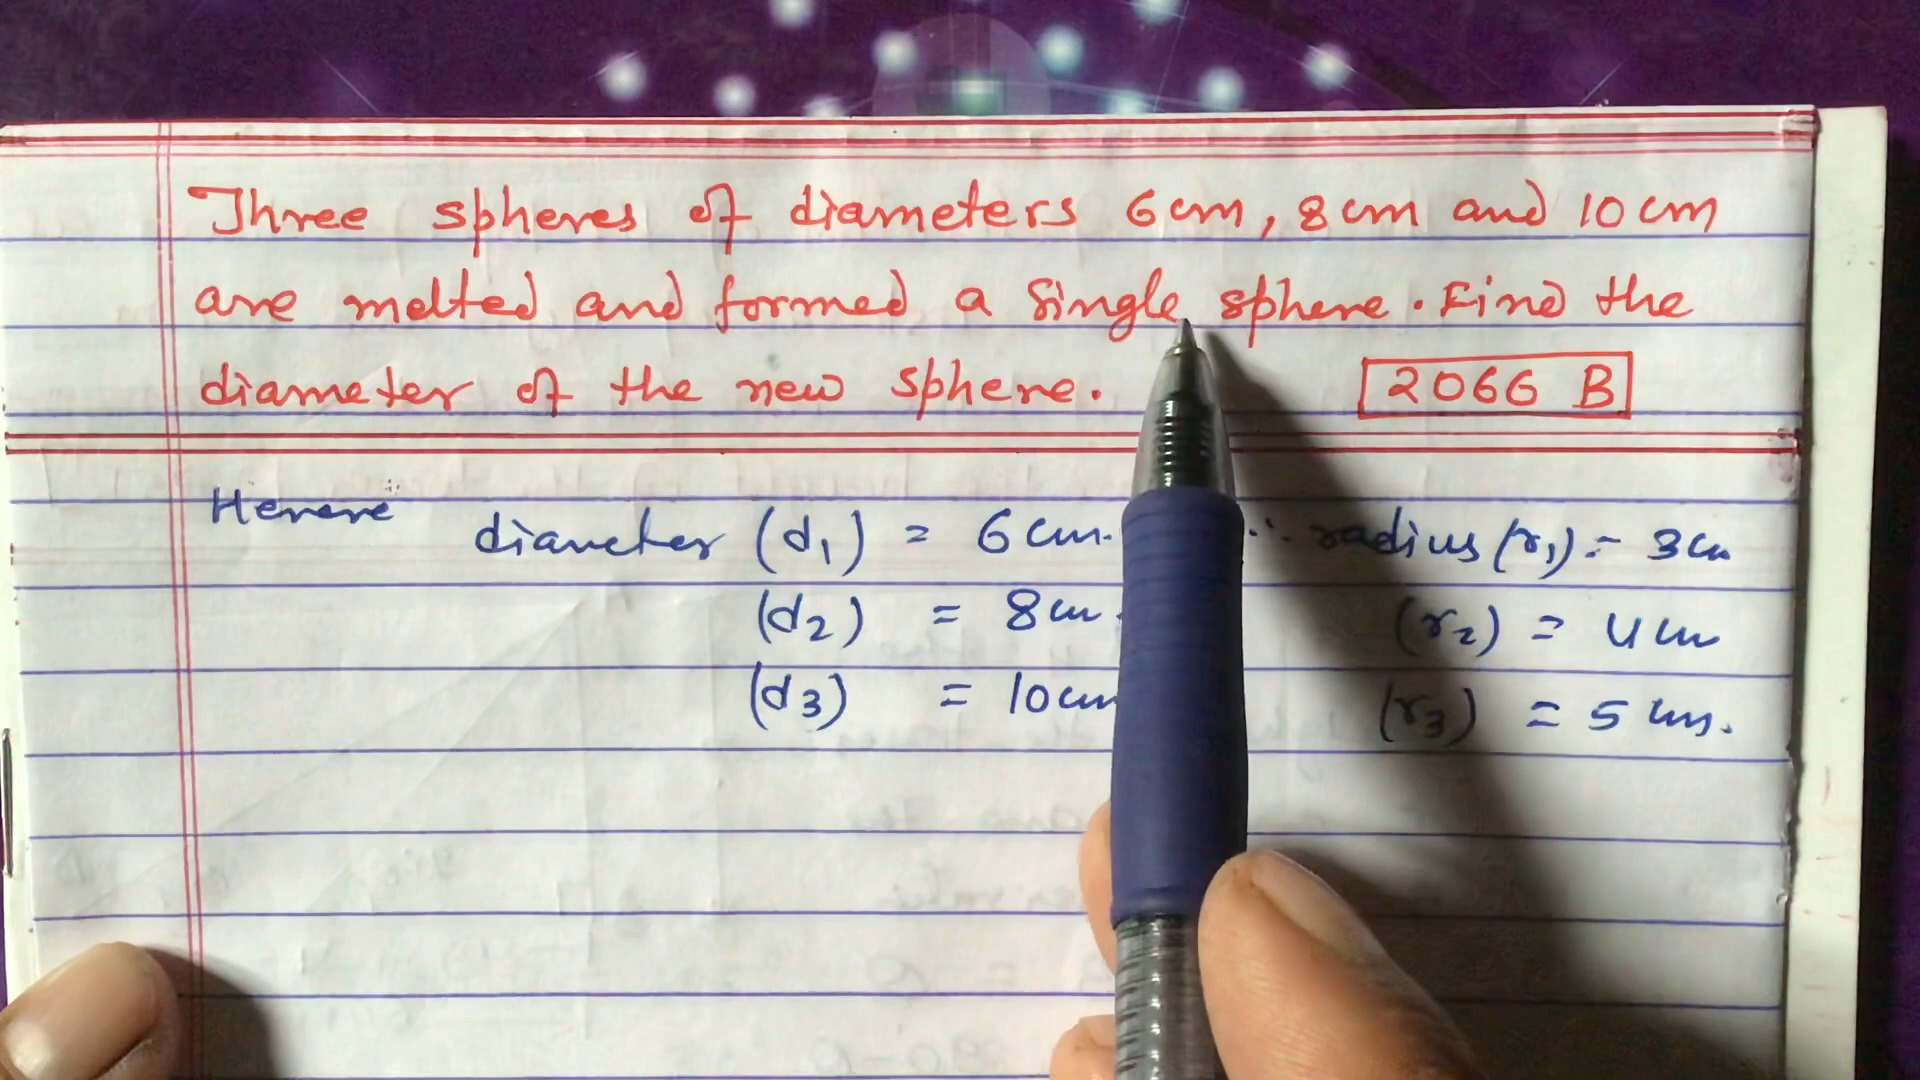 Three spheres of diameters 6cm, 8cm and 10cm
are melted and formed a single sphere. Find the
diameter of the new sphere. 2066 B
Herere diameter (d1) = 6cm. ∴ radius (r1) = 3cm
(d2) = 8cm. (r2) = 4cm
(d3) = 10cm (r3) = 5cm.